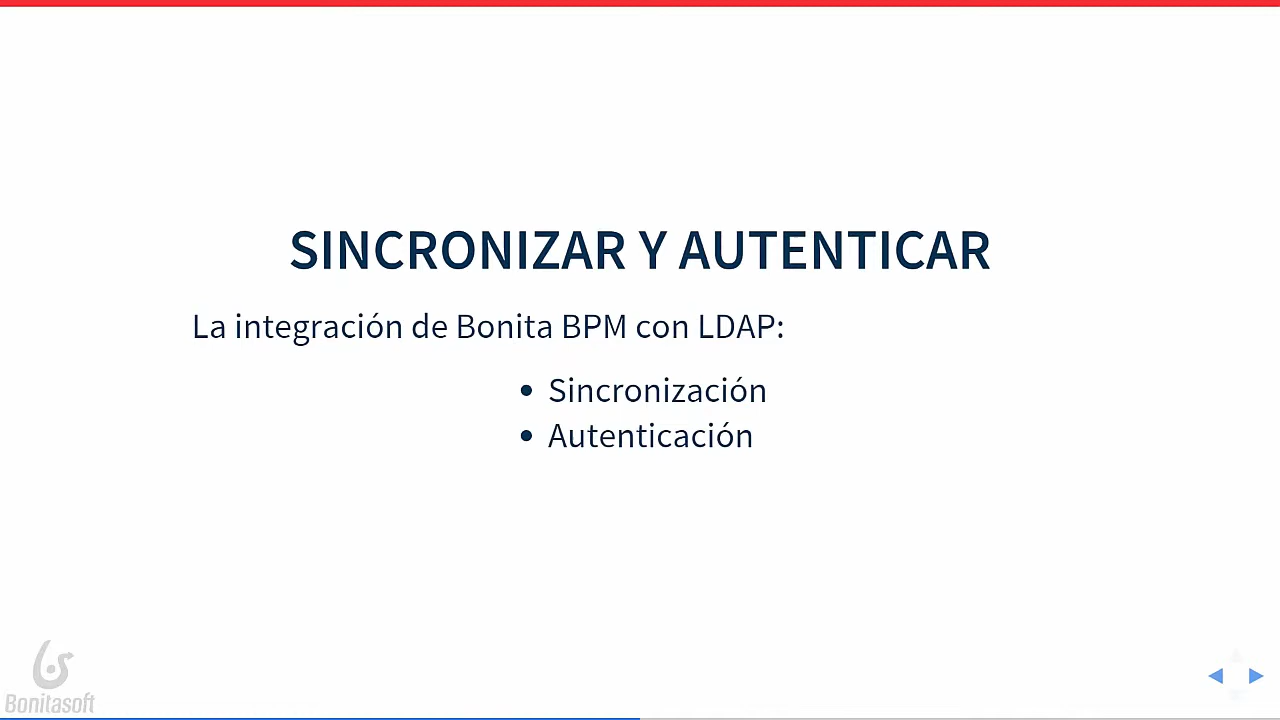 SINCRONIZAR Y AUTENTICAR
La integración de Bonita BPM con LDAP:
• Sincronización
• Autenticación
Bonitasoft